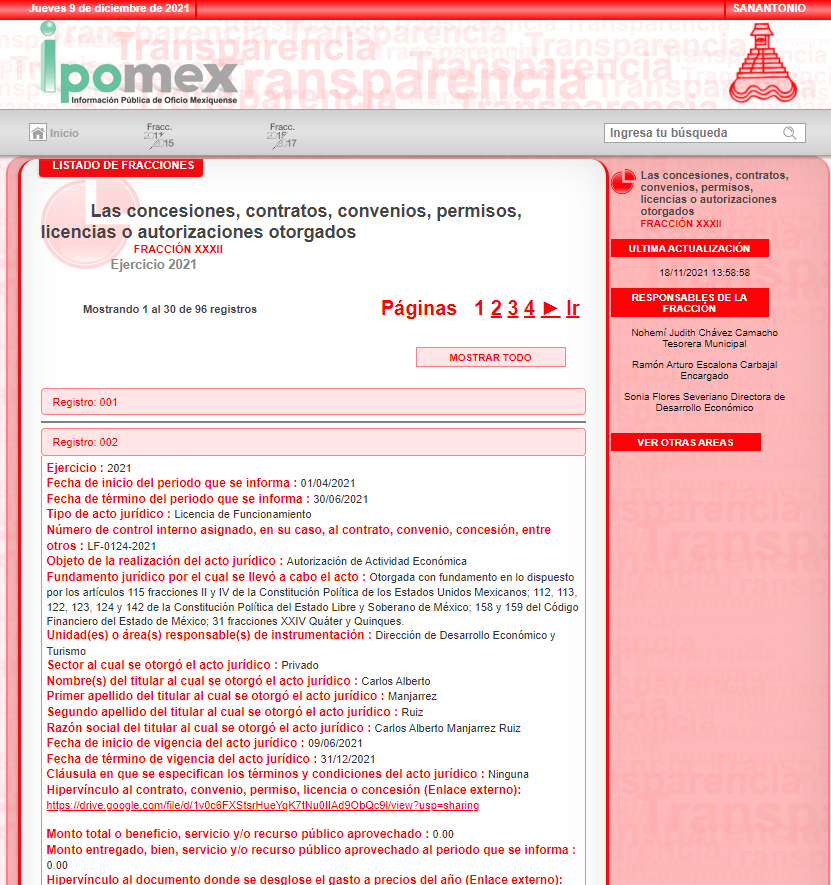 Jueves 9 de diciembre de 2021
SANANTONIO
ipomex
Información Pública de Oficio Mexiquense
Inicio
Fracc.
2015
Fracc.
2017
Ingresa tu búsqueda
LISTADO DE FRACCIONES
Las concesiones, contratos, convenios, permisos,
licencias o autorizaciones otorgados
FRACCIÓN XXXII
Ejercicio 2021
Mostrando 1 al 30 de 96 registros
Páginas 1 2 3 4 ► Ir
MOSTRAR TODO
Registro: 001
Registro: 002
Ejercicio : 2021
Fecha de inicio del periodo que se informa : 01/04/2021
Fecha de término del periodo que se informa : 30/06/2021
Tipo de acto jurídico : Licencia de Funcionamiento
Número de control interno asignado, en su caso, al contrato, convenio, concesión, entre
otros : LF-0124-2021
Objeto de la realización del acto jurídico : Autorización de Actividad Económica
Fundamento jurídico por el cual se llevó a cabo el acto : Otorgada con fundamento en lo dispuesto
por los artículos 115 fracciones II y IV de la Constitución Política de los Estados Unidos Mexicanos; 112, 113,
122, 123, 124 y 142 de la Constitución Política del Estado Libre y Soberano de México; 158 y 159 del Código
Financiero del Estado de México; 31 fracciones XXIV Quáter y Quinques.
Unidad(es) o área(s) responsable(s) de instrumentación : Dirección de Desarrollo Económico y
Turismo
Sector al cual se otorgó el acto jurídico : Privado
Nombre(s) del titular al cual se otorgó el acto jurídico : Carlos Alberto
Primer apellido del titular al cual se otorgó el acto jurídico : Manjarrez
Segundo apellido del titular al cual se otorgó el acto jurídico : Ruiz
Razón social del titular al cual se otorgó el acto jurídico : Carlos Alberto Manjarrez Ruiz
Fecha de inicio de vigencia del acto jurídico : 09/06/2021
Fecha de término de vigencia del acto jurídico : 31/12/2021
Cláusula en que se especifican los términos y condiciones del acto jurídico : Ninguna
Hipervínculo al contrato, convenio, permiso, licencia o concesión (Enlace externo):
https://drive.google.com/file/d/1v0c6FXStsrHueYqK7tNu0IIAd9ObQc9l/view?usp=sharing
Monto total o beneficio, servicio y/o recurso público aprovechado : 0.00
Monto entregado, bien, servicio y/o recurso público aprovechado al periodo que se informa :
0.00
Hipervínculo al documento donde se desglose el gasto a precios del año (Enlace externo):
Las concesiones, contratos,
convenios, permisos,
licencias o autorizaciones
otorgados
FRACCIÓN XXXII
ULTIMA ACTUALIZACIÓN
18/11/2021 13:58:58
RESPONSABLES DE LA
FRACCIÓN
Nohemí Judith Chávez Camacho
Tesorera Municipal
Ramón Arturo Escalona Carbajal
Encargado
Sonia Flores Severiano Directora de
Desarrollo Económico
VER OTRAS AREAS